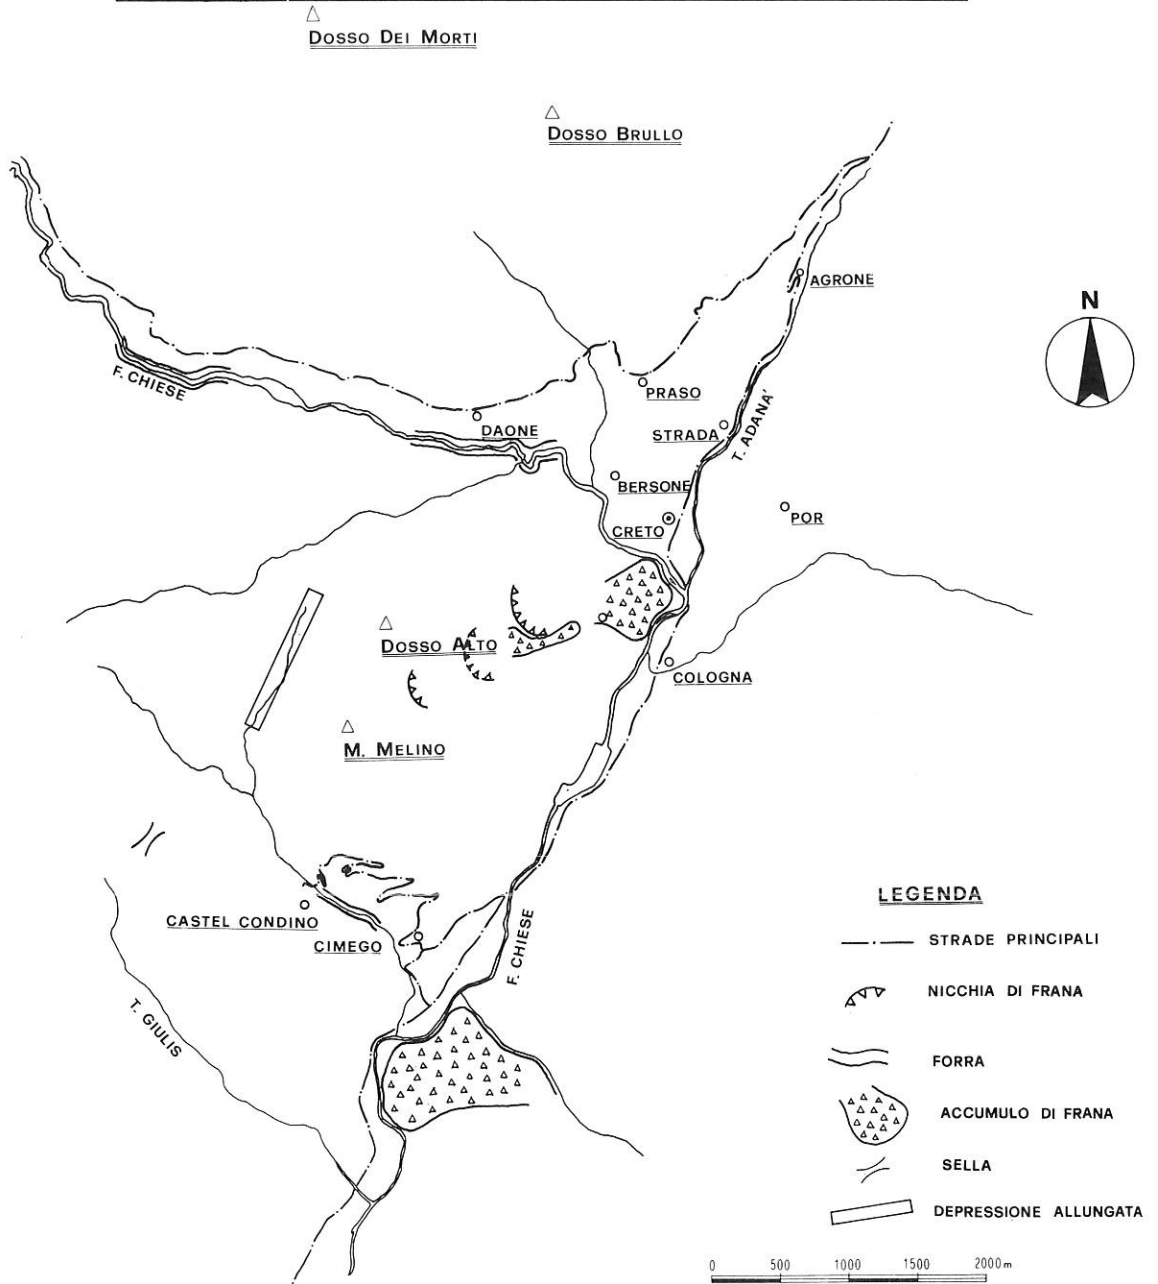 DOSSO DEI MORTI
DOSSO BRULLO
AGRONE
N
F. CHIESE
PRASO
DAONE
STRADA
T. ADANA'
BERSONE
CRETO
POR
DOSSO ALTO
COLOGNA
M. MELINO
CASTEL CONDINO
CIMEGO
F. CHIESE
T. GIULIS
LEGENDA
STRADE PRINCIPALI
NICCHIA DI FRANA
FORRA
ACCUMULO DI FRANA
SELLA
DEPRESSIONE ALLUNGATA
0 500 1000 1500 2000 m